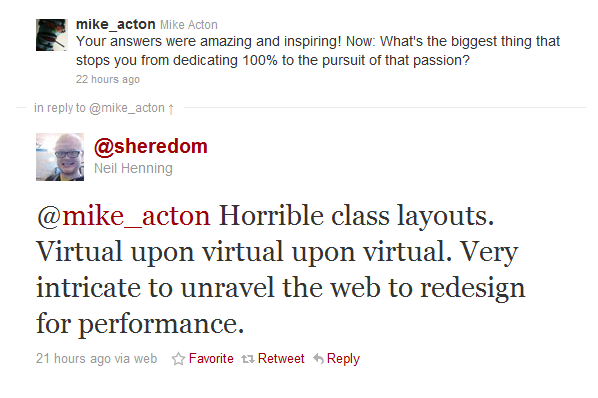 mike_acton Mike Acton
Your answers were amazing and inspiring! Now: What's the biggest thing that
stops you from dedicating 100% to the pursuit of that passion?
22 hours ago
in reply to @mike_acton ↑
@sheredom
Neil Henning
@mike_acton Horrible class layouts.
Virtual upon virtual upon virtual. Very
intricate to unravel the web to redesign
for performance.
21 hours ago via web Favorite Retweet Reply